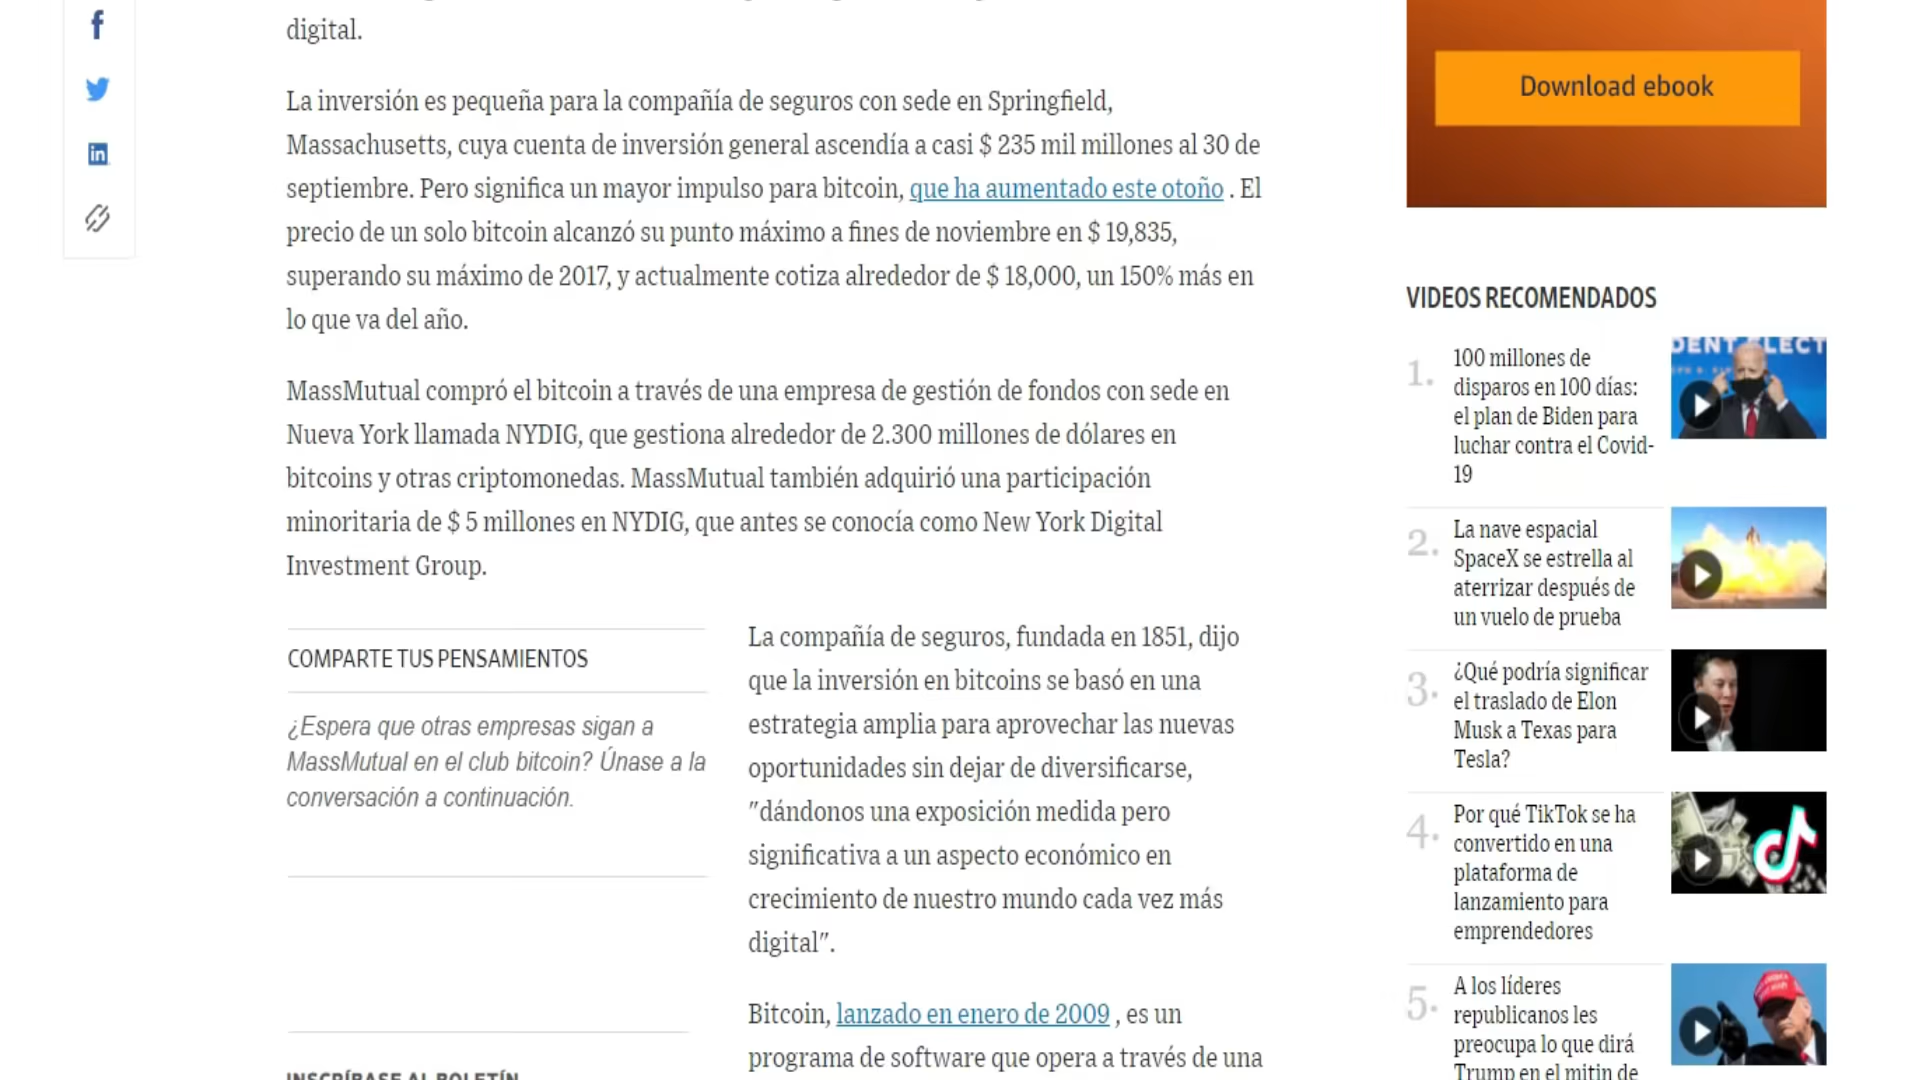 digital.
La inversión es pequeña para la compañía de seguros con sede en Springfield,
Massachusetts, cuya cuenta de inversión general ascendía a casi $ 235 mil millones al 30 de
septiembre. Pero significa un mayor impulso para bitcoin, que ha aumentado este otoño . El
precio de un solo bitcoin alcanzó su punto máximo a fines de noviembre en $ 19,835,
superando su máximo de 2017, y actualmente cotiza alrededor de $ 18,000, un 150% más en
lo que va del año.
MassMutual compró el bitcoin a través de una empresa de gestión de fondos con sede en
Nueva York llamada NYDIG, que gestiona alrededor de 2.300 millones de dólares en
bitcoins y otras criptomonedas. MassMutual también adquirió una participación
minoritaria de $ 5 millones en NYDIG, que antes se conocía como New York Digital
Investment Group.
COMPARTE TUS PENSAMIENTOS
¿Espera que otras empresas sigan a
MassMutual en el club bitcoin? Únase a la
conversación a continuación.
INSCRÍBASE AL BOLETÍN
La compañía de seguros, fundada en 1851, dijo
que la inversión en bitcoins se basó en una
estrategia amplia para aprovechar las nuevas
oportunidades sin dejar de diversificarse,
"dándonos una exposición medida pero
significativa a un aspecto económico en
crecimiento de nuestro mundo cada vez más
digital".
Bitcoin, lanzado en enero de 2009 , es un
programa de software que opera a través de una
Download ebook
VIDEOS RECOMENDADOS
1. 100 millones de
disparos en 100 días:
el plan de Biden para
luchar contra el Covid-
19
DENT ELECT
2. La nave espacial
SpaceX se estrella al
aterrizar después de
un vuelo de prueba
3. ¿Qué podría significar
el traslado de Elon
Musk a Texas para
Tesla?
4. Por qué TikTok se ha
convertido en una
plataforma de
lanzamiento para
emprendedores
5. A los líderes
republicanos les
preocupa lo que dirá
Trump en el mitin de